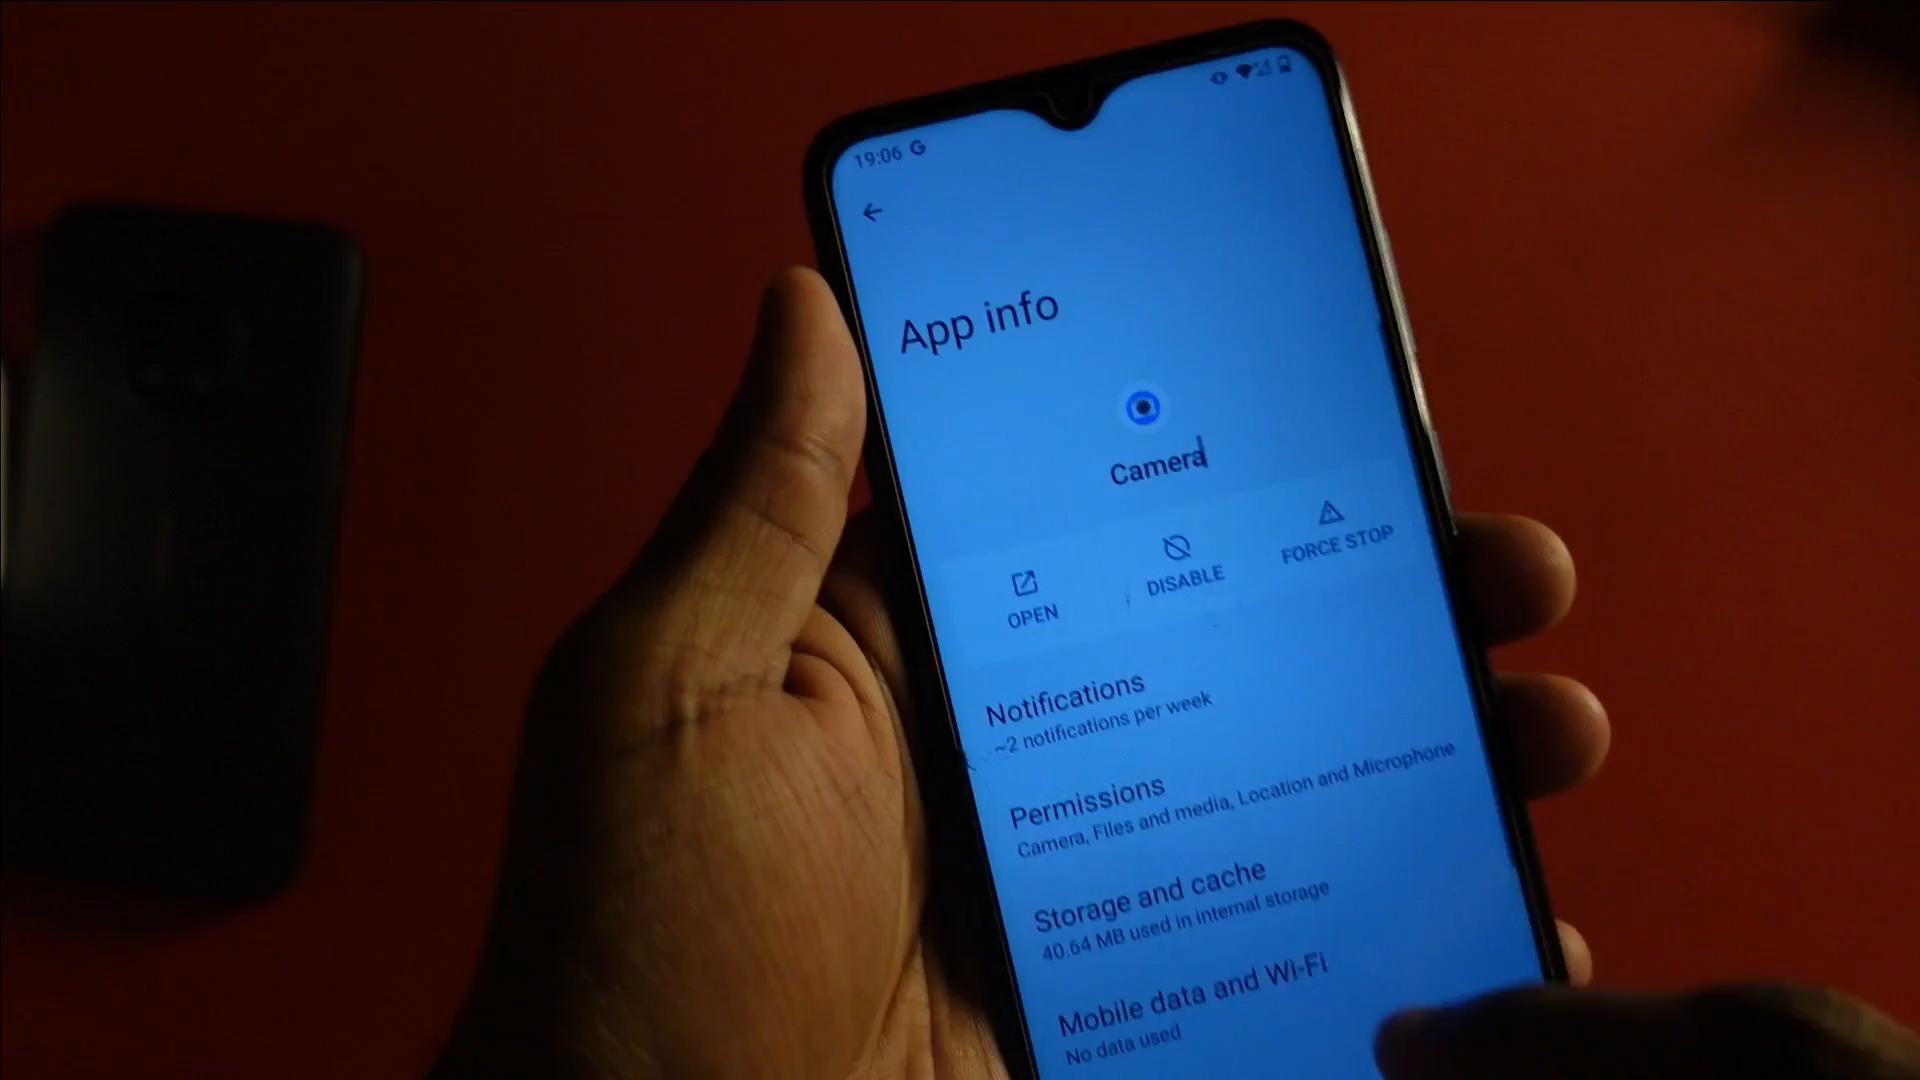 19:06 G
App info
Camera
OPEN
DISABLE
FORCE STOP
Notifications
~2 notifications per week
Permissions
Camera, Files and media, Location and Microphone
Storage and cache
40.64 MB used in internal storage
Mobile data and Wi-Fi
No data used